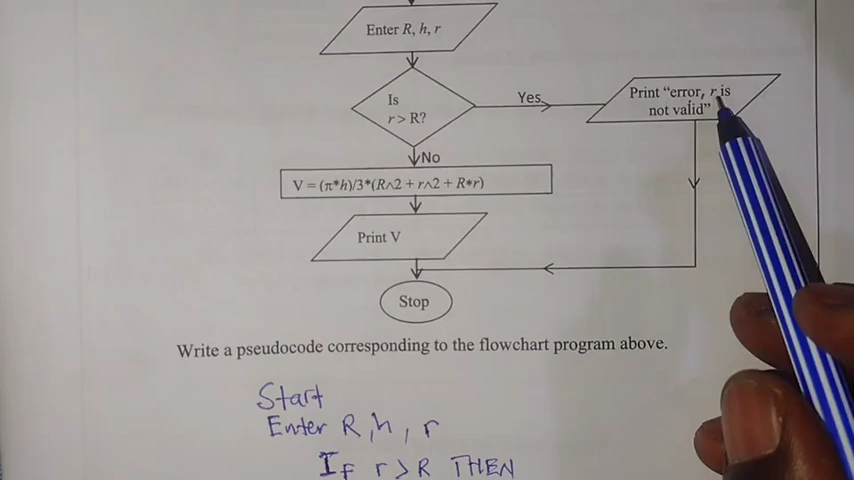 Enter R, h, r
Is
r > R?
Yes
Print "error, r is
not valid"
No
V = (π*h)/3*(R^2 + r^2 + R*r)
Print V
Stop
Write a pseudocode corresponding to the flowchart program above.
Start
Enter R, h, r
IF r > R THEN